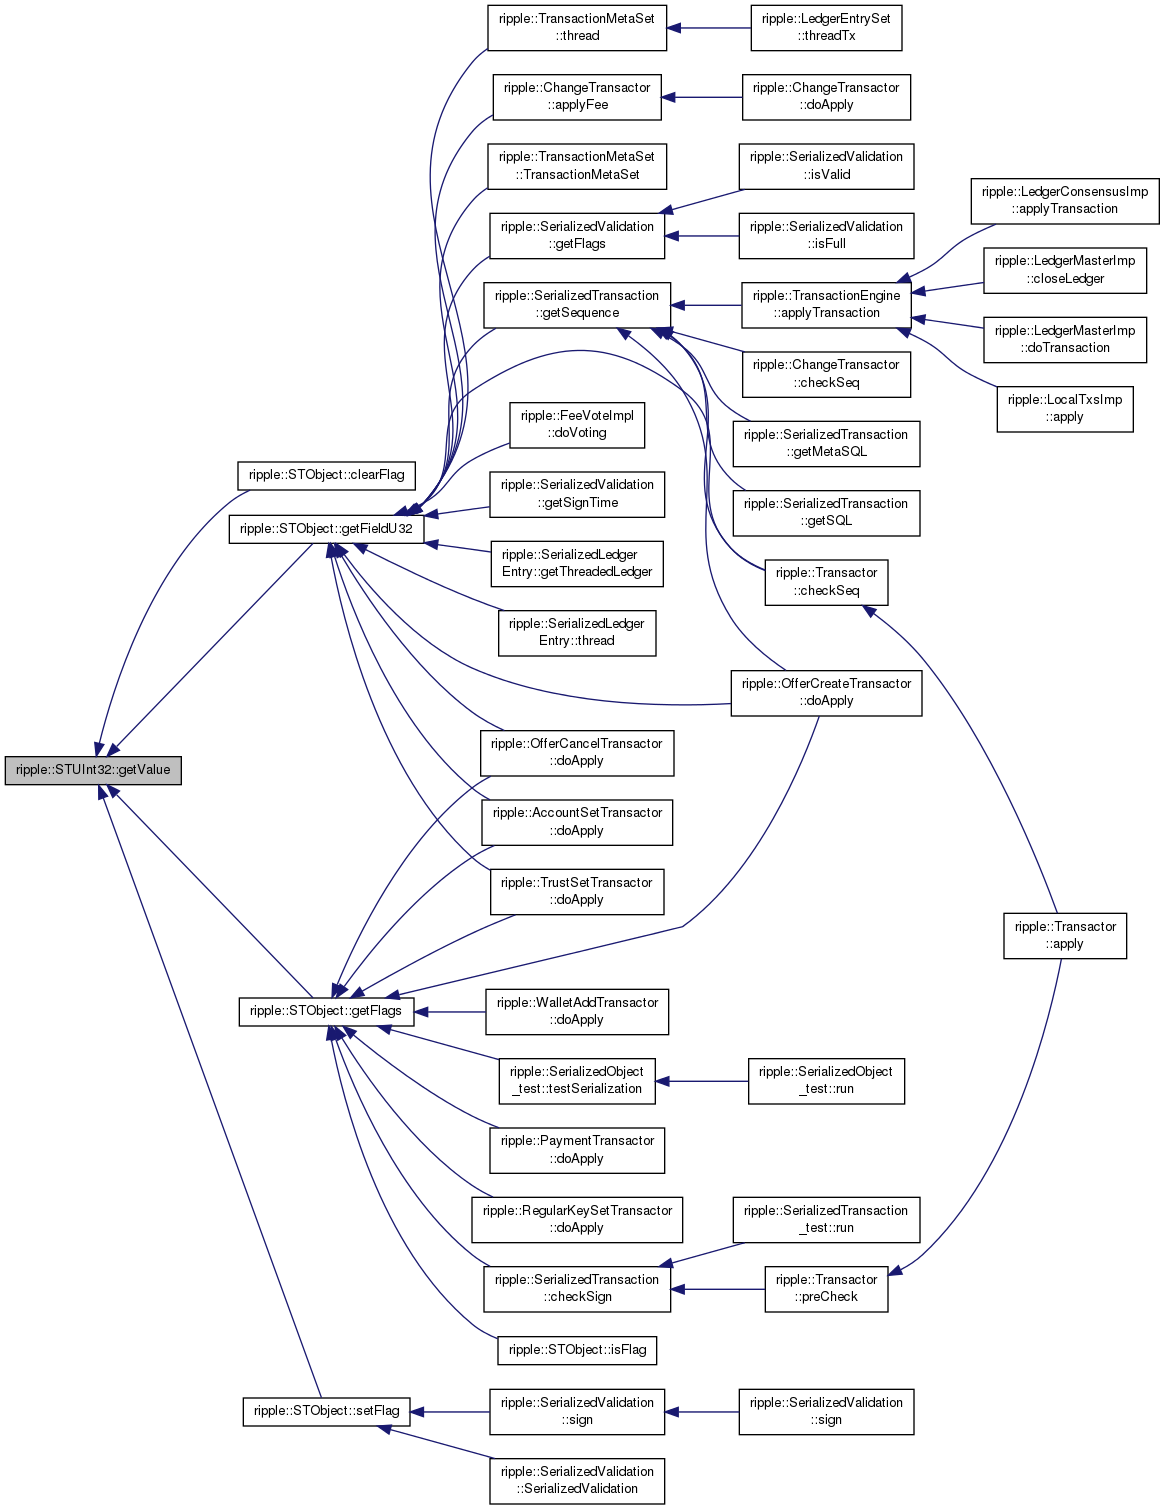 ripple::TransactionMetaSet
::thread
ripple::LedgerEntrySet
::threadTx
ripple::ChangeTransactor
::applyFee
ripple::ChangeTransactor
::doApply
ripple::TransactionMetaSet
::TransactionMetaSet
ripple::SerializedValidation
::isValid
ripple::SerializedValidation
::getFlags
ripple::SerializedValidation
::isFull
ripple::LedgerConsensusImp
::applyTransaction
ripple::LedgerMasterImp
::closeLedger
ripple::SerializedTransaction
::getSequence
ripple::TransactionEngine
::applyTransaction
ripple::LedgerMasterImp
::doTransaction
ripple::ChangeTransactor
::checkSeq
ripple::LocalTxsImp
::apply
ripple::FeeVoteImpl
::doVoting
ripple::SerializedTransaction
::getMetaSQL
ripple::STObject::clearFlag
ripple::SerializedValidation
::getSignTime
ripple::SerializedTransaction
::getSQL
ripple::STObject::getFieldU32
ripple::SerializedLedger
Entry::getThreadedLedger
ripple::Transactor
::checkSeq
ripple::SerializedLedger
Entry::thread
ripple::OfferCreateTransactor
::doApply
ripple::OfferCancelTransactor
::doApply
ripple::STUInt32::getValue
ripple::AccountSetTransactor
::doApply
ripple::TrustSetTransactor
::doApply
ripple::Transactor
::apply
ripple::STObject::getFlags
ripple::WalletAddTransactor
::doApply
ripple::SerializedObject
_test::testSerialization
ripple::SerializedObject
_test::run
ripple::PaymentTransactor
::doApply
ripple::RegularKeySetTransactor
::doApply
ripple::SerializedTransaction
_test::run
ripple::SerializedTransaction
::checkSign
ripple::Transactor
::preCheck
ripple::STObject::isFlag
ripple::STObject::setFlag
ripple::SerializedValidation
::sign
ripple::SerializedValidation
::sign
ripple::SerializedValidation
::SerializedValidation